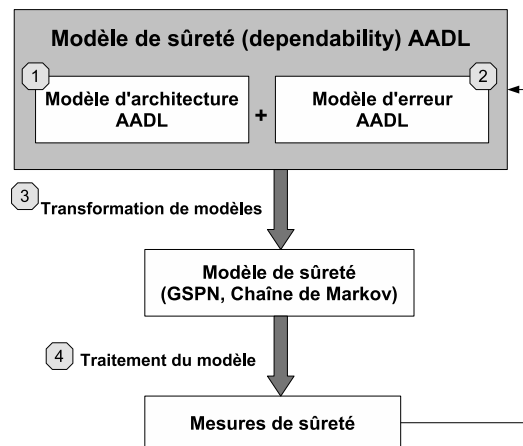 Modèle de sûreté (dependability) AADL
1
Modèle d'architecture
AADL
+
2
Modèle d'erreur
AADL
3
Transformation de modèles
Modèle de sûreté
(GSPN, Chaîne de Markov)
4
Traitement du modèle
Mesures de sûreté